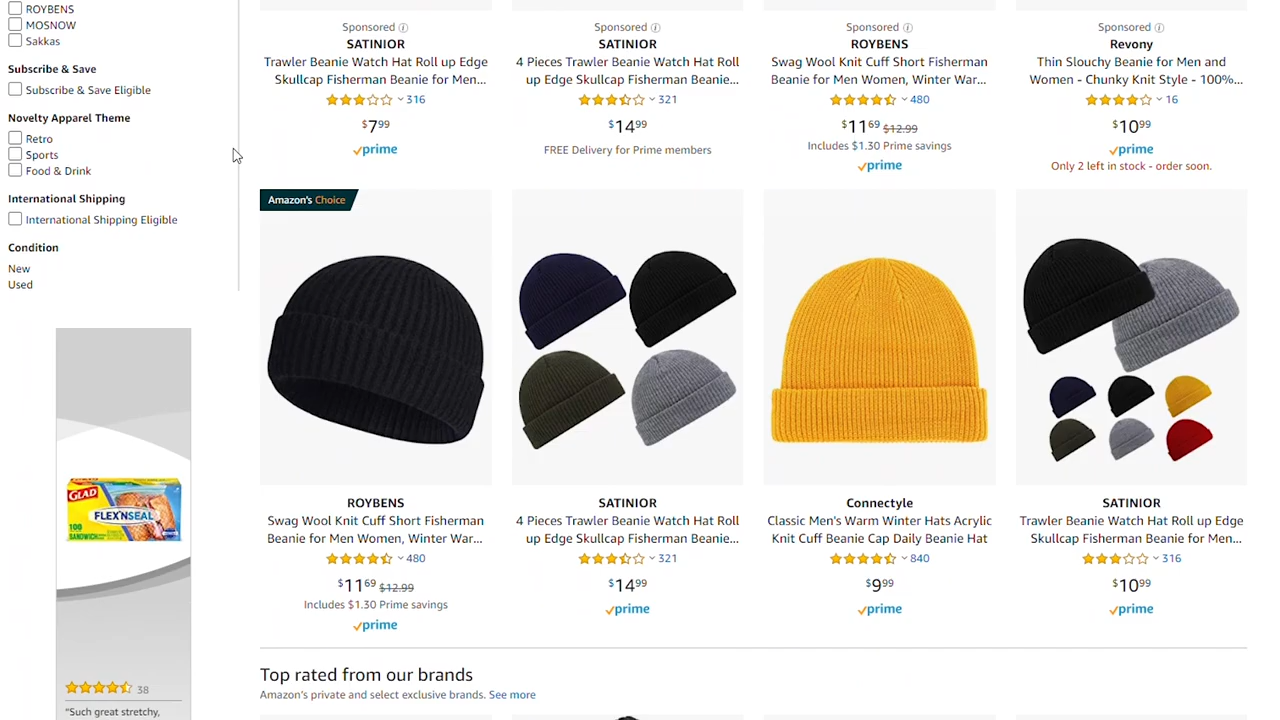 ROYBENS
MOSNOW
Sakkas
Subscribe & Save
Subscribe & Save Eligible
Novelty Apparel Theme
Retro
Sports
Food & Drink
International Shipping
International Shipping Eligible
Condition
New
Used
Sponsored
SATINIOR
Trawler Beanie Watch Hat Roll up Edge
Skullcap Fisherman Beanie for Men...
316
$7.99
prime
Sponsored
SATINIOR
4 Pieces Trawler Beanie Watch Hat Roll
up Edge Skullcap Fisherman Beanie...
321
$14.99
FREE Delivery for Prime members
Sponsored
ROYBENS
Swag Wool Knit Cuff Short Fisherman
Beanie for Men Women, Winter War...
480
$11.69 $12.99
Includes $1.30 Prime savings
prime
Sponsored
Revony
Thin Slouchy Beanie for Men and
Women - Chunky Knit Style - 100%...
16
$10.99
prime
Only 2 left in stock - order soon.
Amazon's Choice
ROYBENS
Swag Wool Knit Cuff Short Fisherman
Beanie for Men Women, Winter War...
480
$11.69 $12.99
Includes $1.30 Prime savings
prime
SATINIOR
4 Pieces Trawler Beanie Watch Hat Roll
up Edge Skullcap Fisherman Beanie...
321
$14.99
prime
Connectyle
Classic Men's Warm Winter Hats Acrylic
Knit Cuff Beanie Cap Daily Beanie Hat
840
$9.99
prime
SATINIOR
Trawler Beanie Watch Hat Roll up Edge
Skullcap Fisherman Beanie for Men...
316
$10.99
prime
GLAD
FLEX'NSEAL
100
SANDWICH
38
"Such great stretchy,
Top rated from our brands
Amazon's private and select exclusive brands. See more